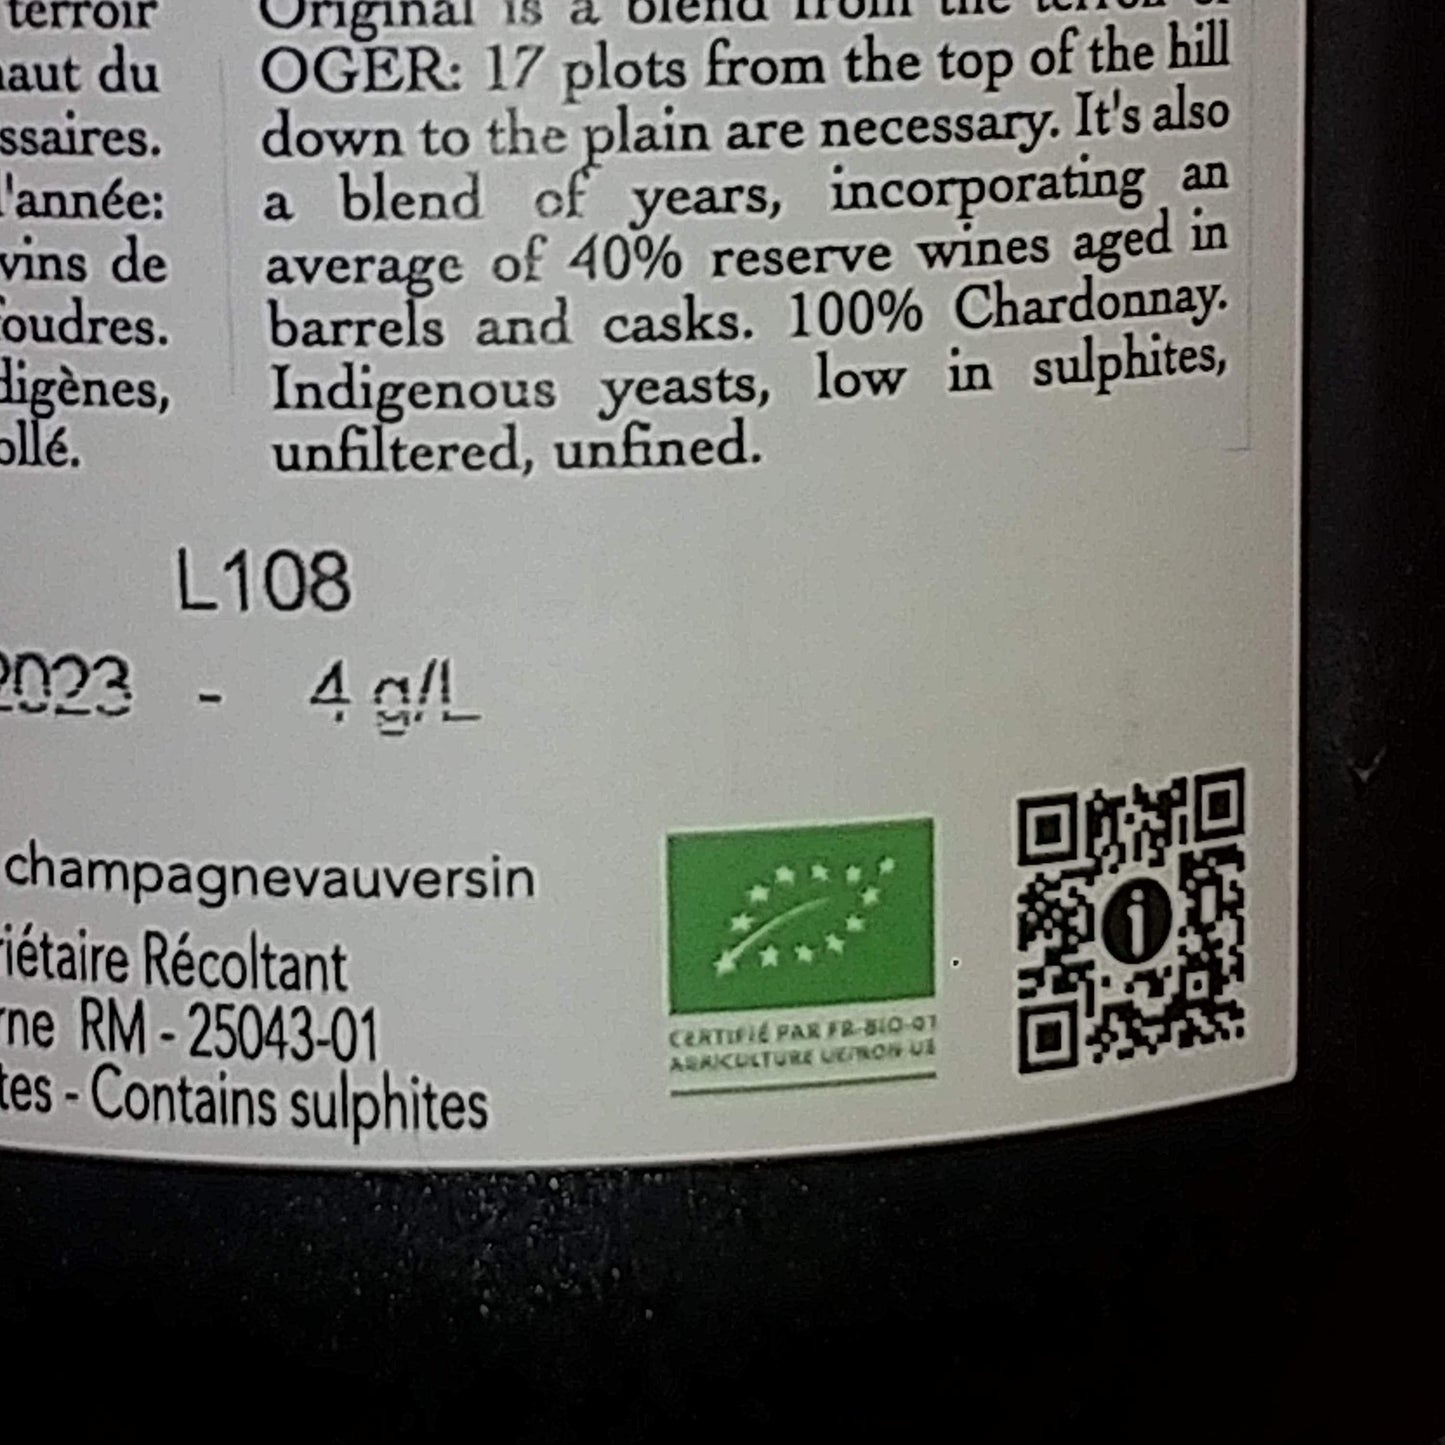 terroir
haut du
ssaires.
l'année:
vins de
foudres.
digènes,
ollé.
Original is a blend from the terroir of
OGER: 17 plots from the top of the hill
down to the plain are necessary. It's also
a blend of years, incorporating an
average of 40% reserve wines aged in
barrels and casks. 100% Chardonnay.
Indigenous yeasts, low in sulphites,
unfiltered, unfined.
L108
2023 - 4 g/L
champagnevauversin
riétaire Récoltant
rne RM - 25043-01
tes - Contains sulphites
CERTIFIÉ PAR FR-BIO-01
AGRICULTURE UE/NON UE